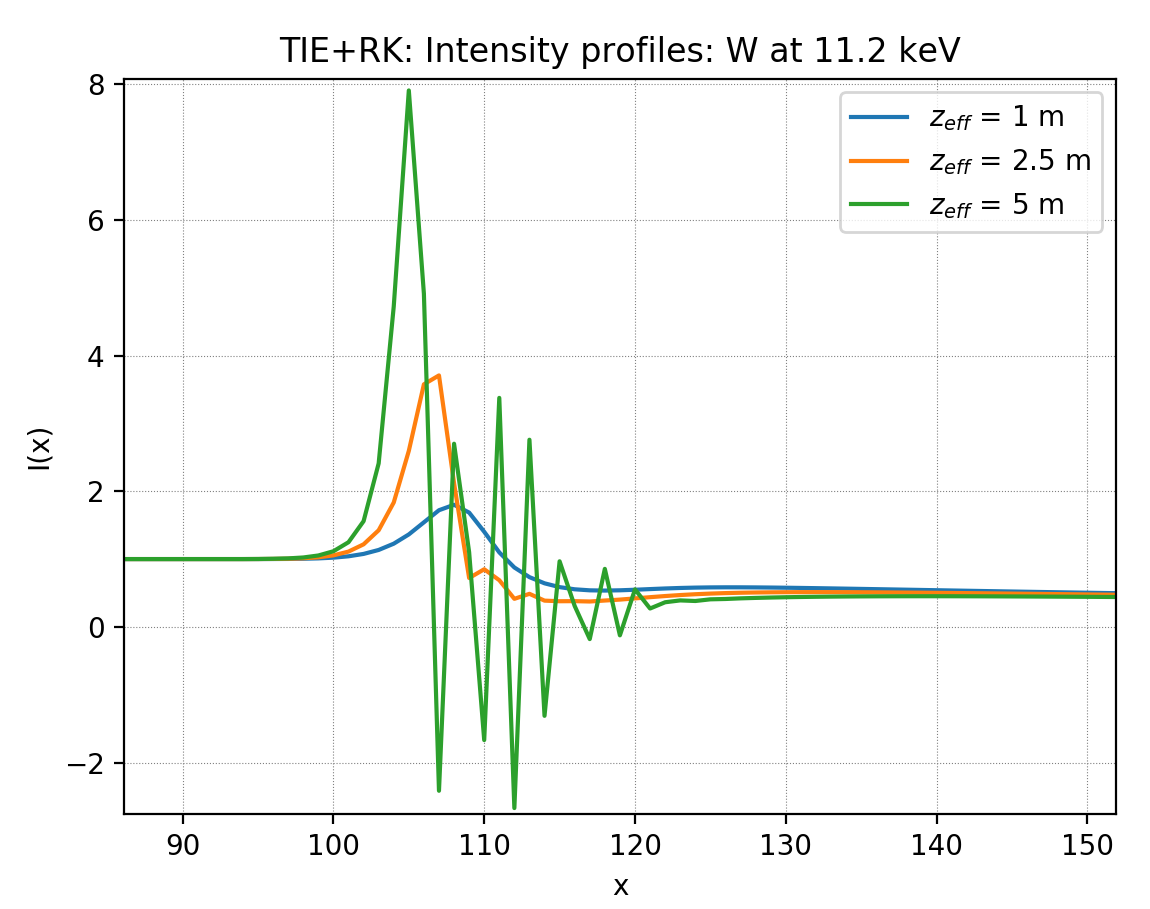 TIE+RK: Intensity profiles: W at 11.2 keV
z_eff = 1 m
z_eff = 2.5 m
z_eff = 5 m
8
6
4
2
0
−2
I(x)
90 100 110 120 130 140 150
x